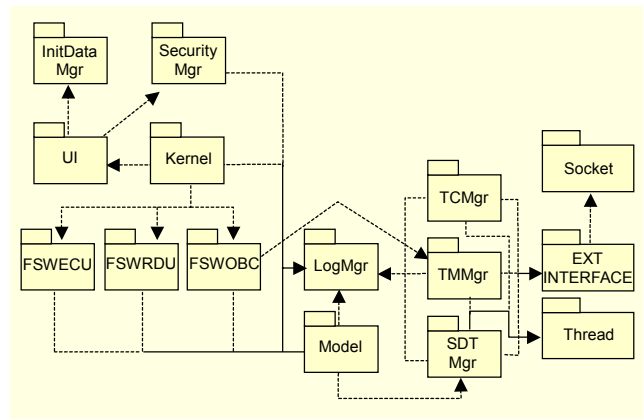 InitData
Mgr
Security
Mgr
UI
Kernel
Socket
TCMgr
FSWECU
FSWRDU
FSWOBC
LogMgr
TMMgr
EXT
INTERFACE
Model
SDT
Mgr
Thread